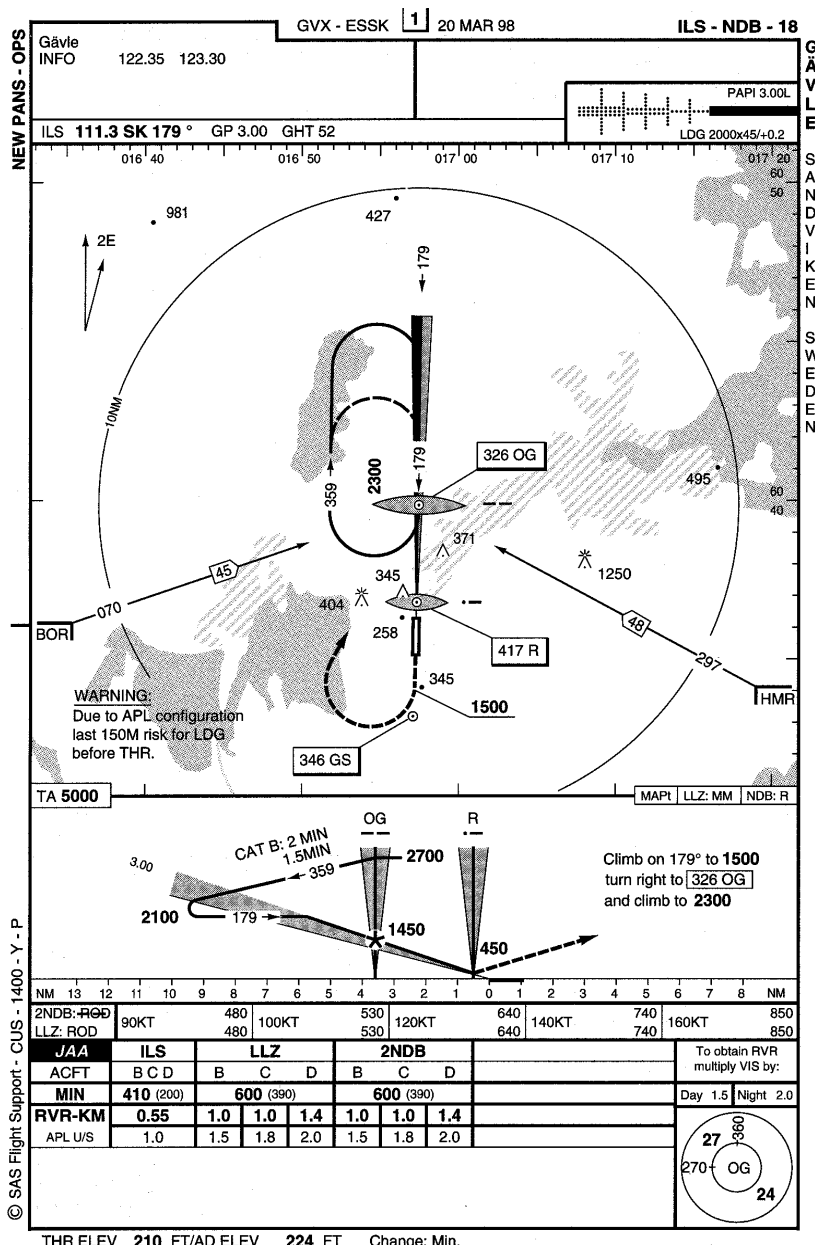 GVX - ESSK 1 20 MAR 98
ILS - NDB - 18
NEW PANS - OPS
GÄVLE SANDVIKEN SWEDEN
Gävle
INFO 122.35 123.30
PAPI 3.00L
LDG 2000x45/+0.2
ILS 111.3 SK 179 ° GP 3.00 GHT 52
016 40 016 50 017 00 017 10 017 20
60
50
981
427
2E
179
10NM
326 OG
179
2300
359
495
60
40
371
45
345
1250
404
070
48
BOR
258
417 R
297
345
WARNING:
Due to APL configuration
last 150M risk for LDG
before THR.
1500
HMR
346 GS
TA 5000
MAPt LLZ: MM NDB: R
OG R
CAT B: 2 MIN
1.5MIN
3.00
359
2700
Climb on 179° to 1500
turn right to 326 OG
and climb to 2300
2100
179
1450
450
NM 13 12 11 10 9 8 7 6 5 4 3 2 1 0 1 2 3 4 5 6 7 8 NM
2NDB: ROD 480 530 640 740 850
90KT 100KT 120KT 140KT 160KT
LLZ: ROD 480 530 640 740 850
JAA ILS LLZ 2NDB
To obtain RVR
multiply VIS by:
ACFT B C D B C D B C D
MIN 410 (200) 600 (390) 600 (390)
Day 1.5 Night 2.0
RVR-KM 0.55 1.0 1.0 1.4 1.0 1.0 1.4
APL U/S 1.0 1.5 1.8 2.0 1.5 1.8 2.0
360
27
270
OG
24
© SAS Flight Support - CUS - 1400 - Y - P
THR ELEV 210 FT/AD ELEV 224 FT Change: Min.